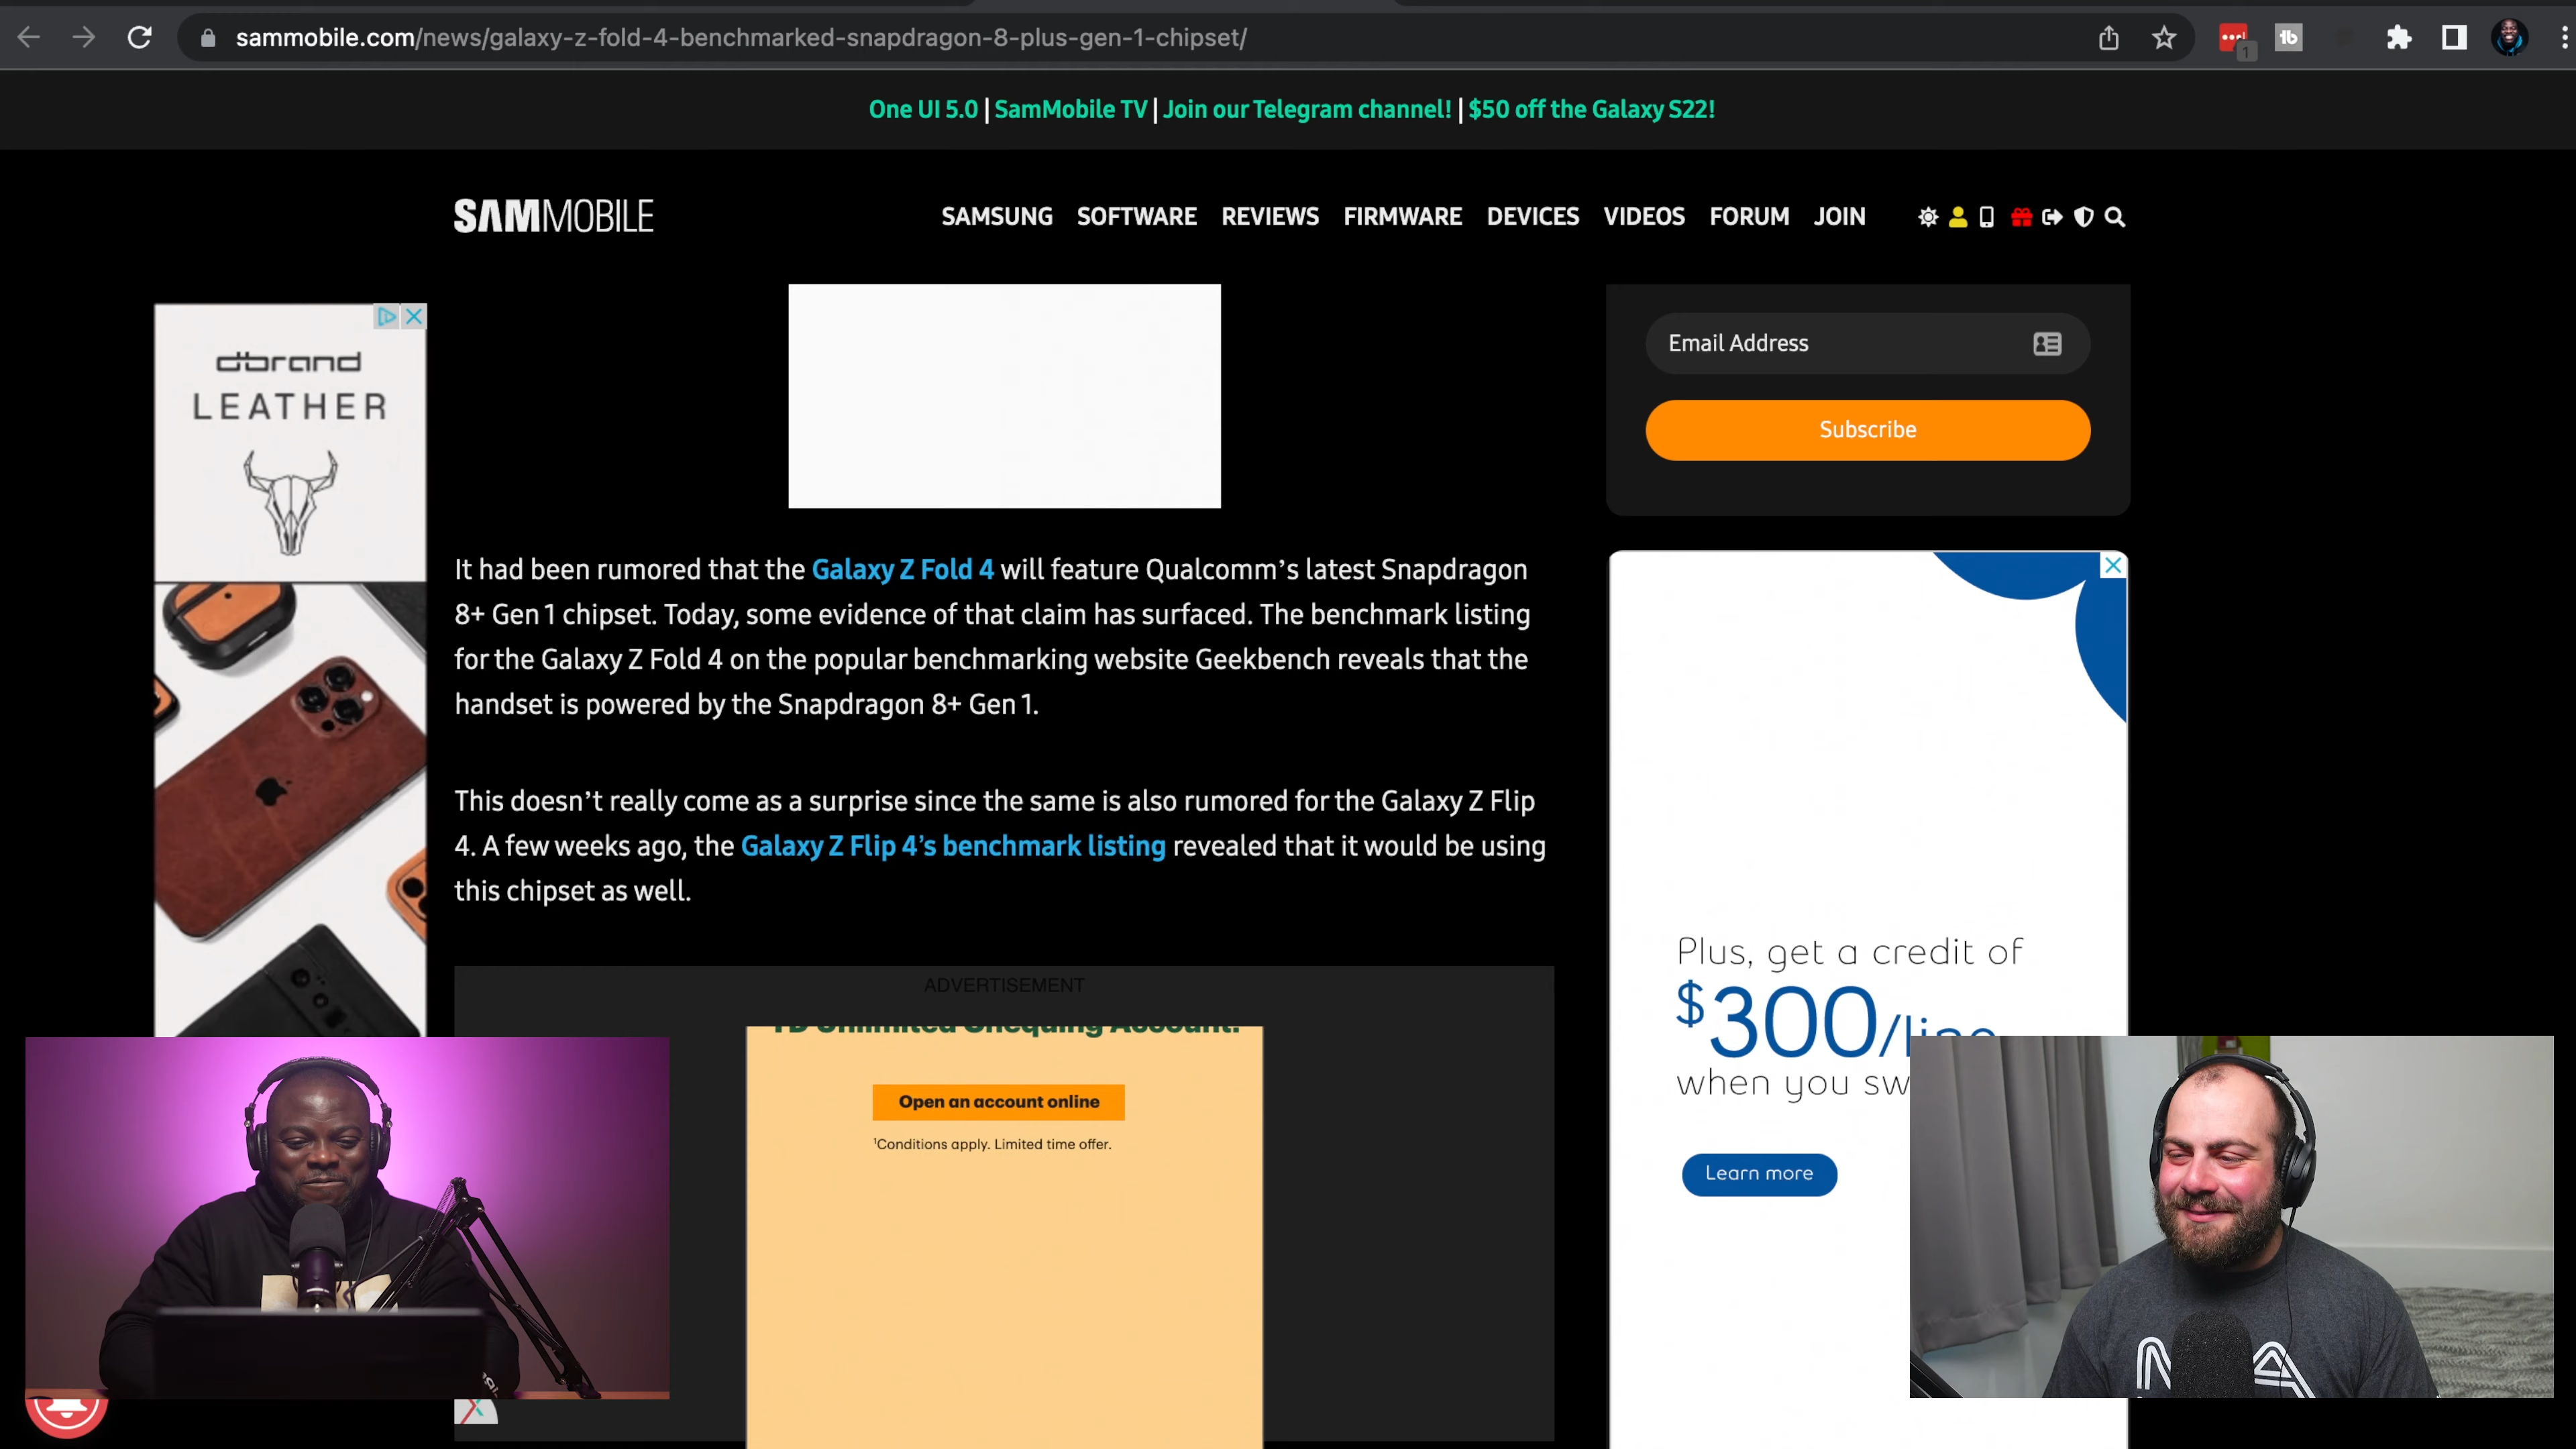 sammobile.com/news/galaxy-z-fold-4-benchmarked-snapdragon-8-plus-gen-1-chipset/
1
One UI 5.0 | SamMobile TV | Join our Telegram channel! | $50 off the Galaxy S22!
SAMMOBILE
SAMSUNG SOFTWARE REVIEWS FIRMWARE DEVICES VIDEOS FORUM JOIN
dbrand
LEATHER
Email Address
Subscribe
It had been rumored that the Galaxy Z Fold 4 will feature Qualcomm's latest Snapdragon
8+ Gen 1 chipset. Today, some evidence of that claim has surfaced. The benchmark listing
for the Galaxy Z Fold 4 on the popular benchmarking website Geekbench reveals that the
handset is powered by the Snapdragon 8+ Gen 1.
This doesn't really come as a surprise since the same is also rumored for the Galaxy Z Flip
4. A few weeks ago, the Galaxy Z Flip 4's benchmark listing revealed that it would be using
this chipset as well.
ADVERTISEMENT
TD Unlimited Chequing Account.
Open an account online
¹Conditions apply. Limited time offer.
Plus, get a credit of
$300/line
when you sw
Learn more